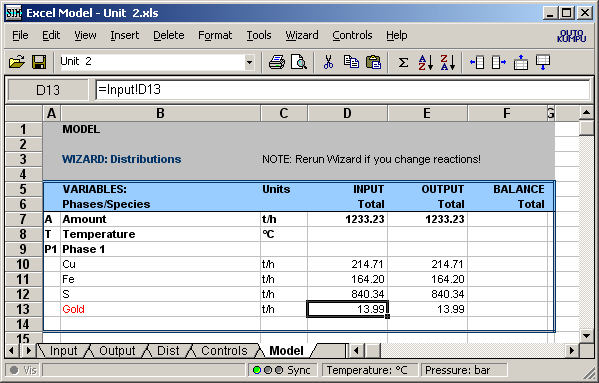 SIM Excel Model - Unit 2.xls
File Edit View Insert Delete Format Tools Wizard Controls Help
OUTO
KUMPU
Unit 2
D13 =Input!D13
A B C D E F G
1 MODEL
2
3 WIZARD: Distributions NOTE: Rerun Wizard if you change reactions!
5 VARIABLES: Units INPUT OUTPUT BALANCE
6 Phases/Species Total Total Total
7 A Amount t/h 1233.23 1233.23
8 T Temperature °C
9 P1 Phase 1
10 Cu t/h 214.71 214.71
11 Fe t/h 164.20 164.20
12 S t/h 840.34 840.34
13 Gold t/h 13.99 13.99
14
15
Input Output Dist Controls Model
Vis Sync Temperature: °C Pressure: bar